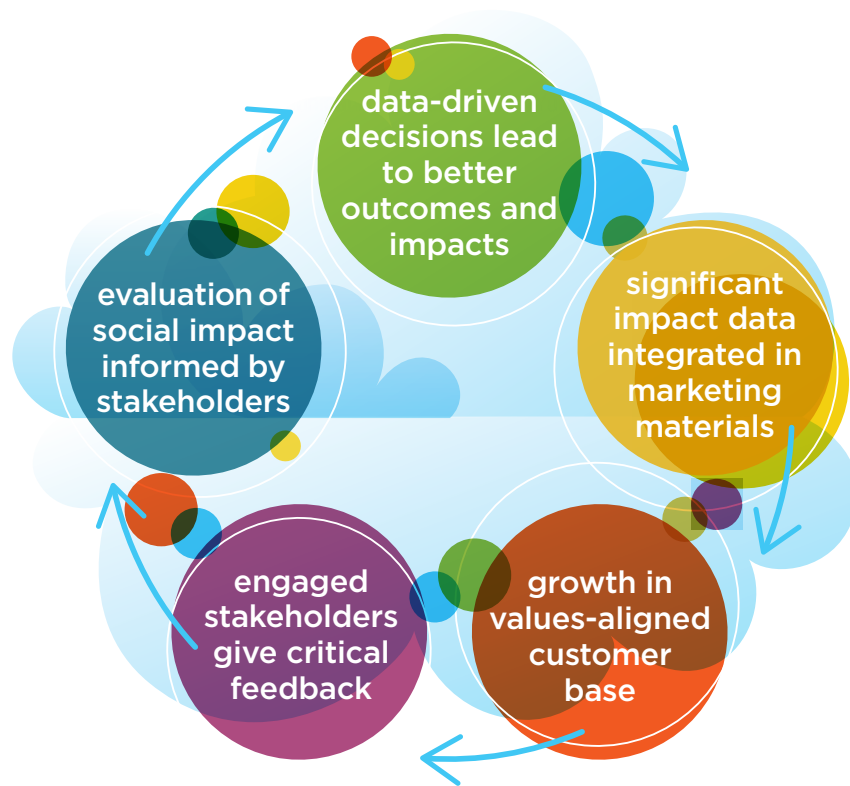 data-driven
decisions lead
to better
outcomes and
impacts
significant
impact data
integrated in
marketing
materials
growth in
values-aligned
customer
base
engaged
stakeholders
give critical
feedback
evaluation of
social impact
informed by
stakeholders